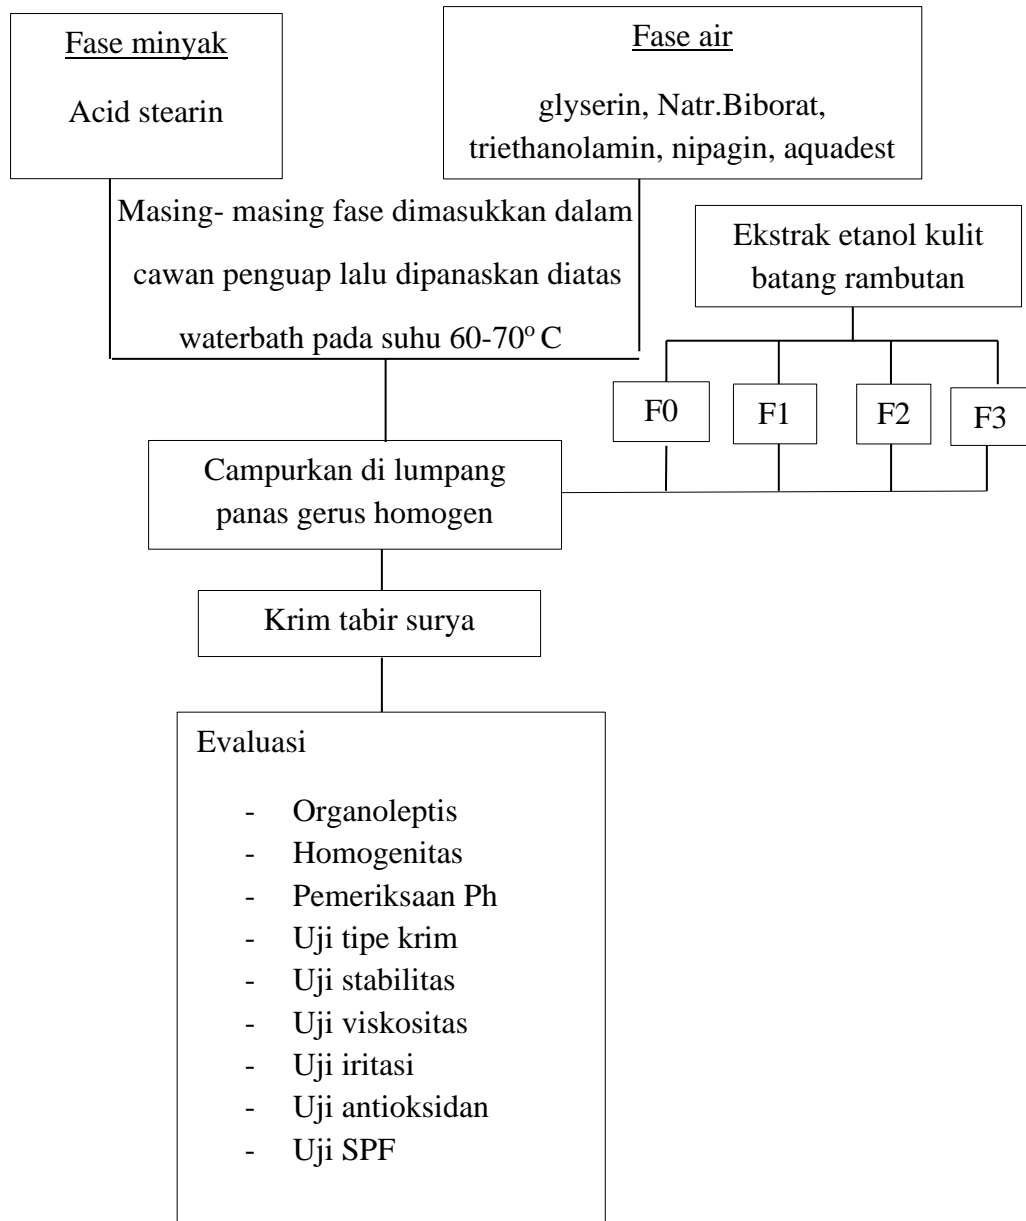 Fase minyak
Acid stearin
Fase air
glyserin, Natr.Biborat,
triethanolamin, nipagin, aquadest
Masing- masing fase dimasukkan dalam
cawan penguap lalu dipanaskan diatas
waterbath pada suhu 60-70º C
Ekstrak etanol kulit
batang rambutan
F0
F1
F2
F3
Campurkan di lumpang
panas gerus homogen
Krim tabir surya
Evaluasi
- Organoleptis
- Homogenitas
- Pemeriksaan Ph
- Uji tipe krim
- Uji stabilitas
- Uji viskositas
- Uji iritasi
- Uji antioksidan
- Uji SPF